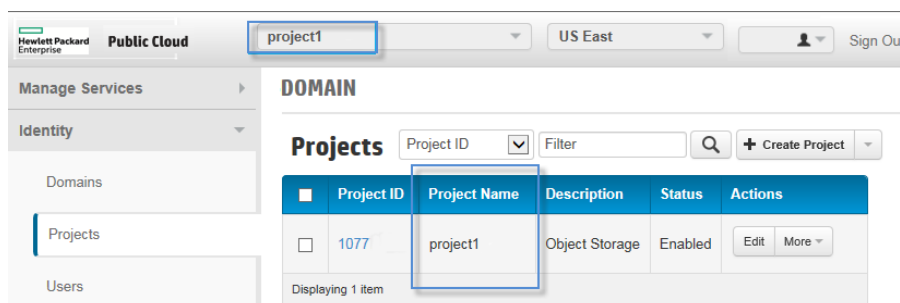 Hewlett Packard
Enterprise
Public Cloud
project1
US East
Sign Ou
Manage Services
DOMAIN
Identity
Projects
Project ID
Filter
+ Create Project
Domains
Project ID Project Name Description Status Actions
Projects
1077 project1 Object Storage Enabled Edit More
Users
Displaying 1 item